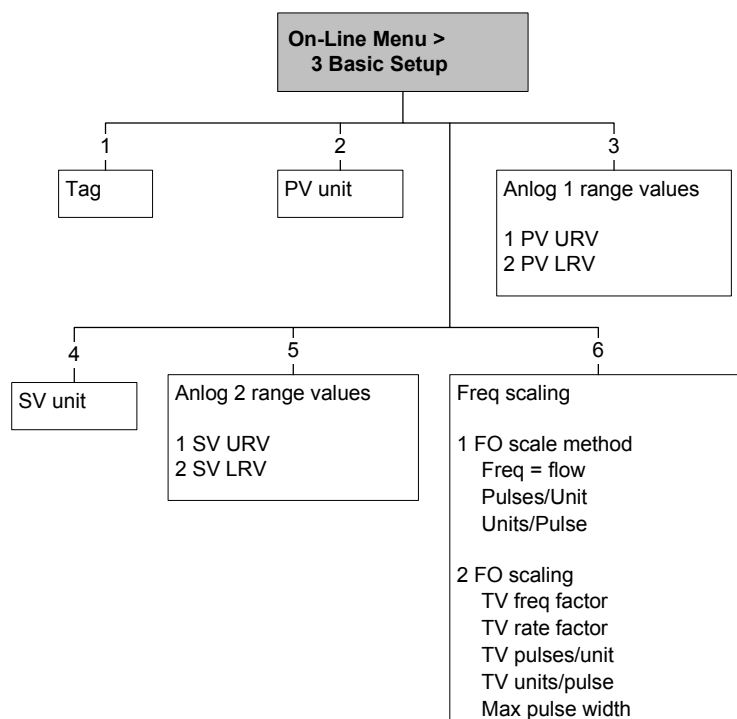 On-Line Menu >
3 Basic Setup
1
2
3
Tag
PV unit
Anlog 1 range values
1 PV URV
2 PV LRV
4
5
6
SV unit
Anlog 2 range values
1 SV URV
2 SV LRV
Freq scaling
1 FO scale method
Freq = flow
Pulses/Unit
Units/Pulse
2 FO scaling
TV freq factor
TV rate factor
TV pulses/unit
TV units/pulse
Max pulse width